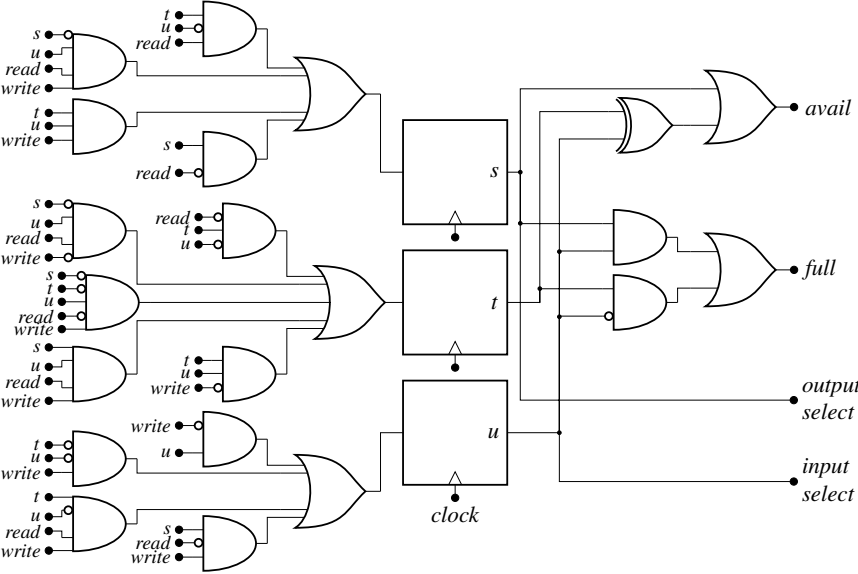 t
u
read
s
u
read
write
t
u
write
s
read
s
avail
s
u
read
write
read
t
u
full
s
t
u
read
write
t
s
u
read
write
t
u
write
output
select
write
u
u
t
u
write
input
select
t
u
read
write
s
read
write
clock